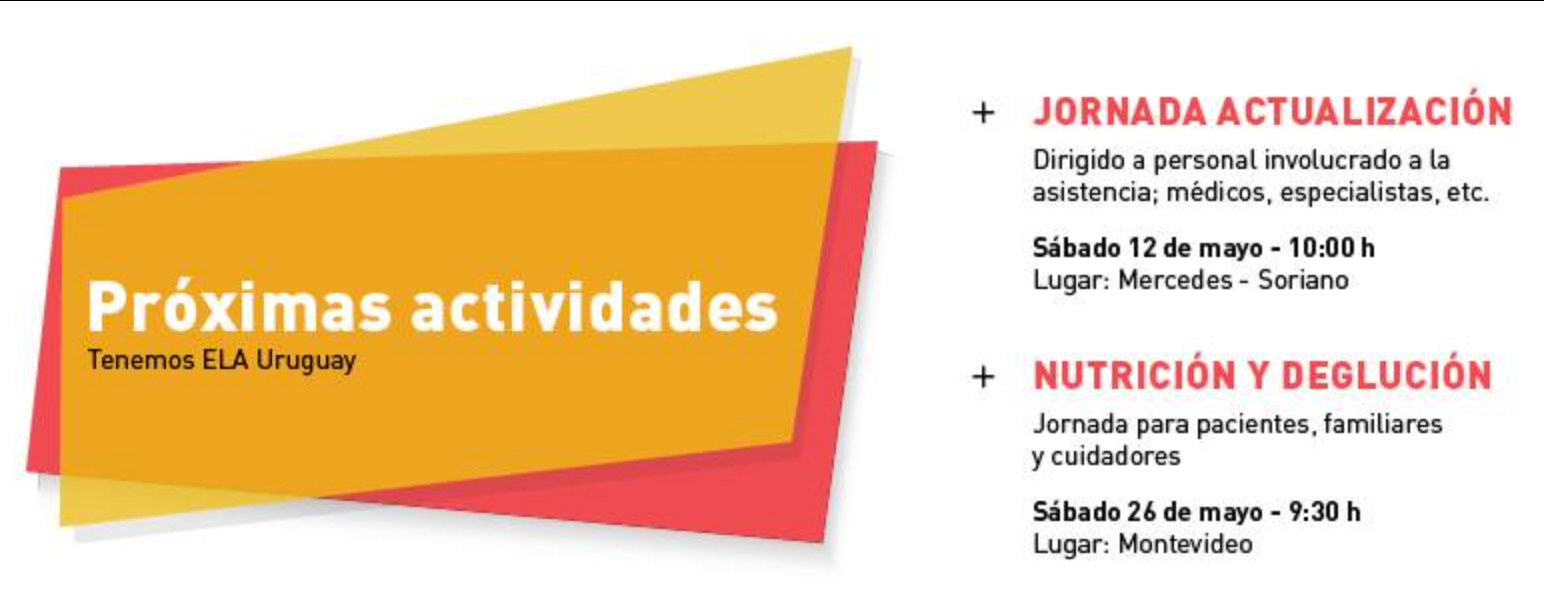 Próximas actividades
Tenemos ELA Uruguay
+ JORNADA ACTUALIZACIÓN
Dirigido a personal involucrado a la
asistencia; médicos, especialistas, etc.
Sábado 12 de mayo - 10:00 h
Lugar: Mercedes - Soriano
+ NUTRICIÓN Y DEGLUCIÓN
Jornada para pacientes, familiares
y cuidadores
Sábado 26 de mayo - 9:30 h
Lugar: Montevideo